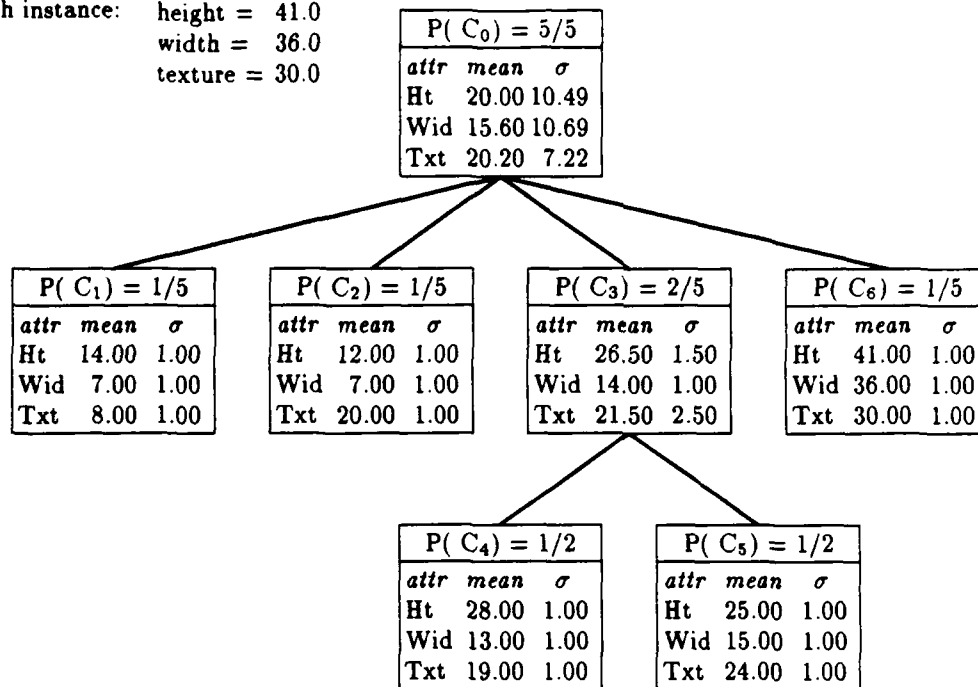 h instance: height = 41.0
width = 36.0
texture = 30.0
P( C₀) = 5/5
attr mean σ
Ht 20.00 10.49
Wid 15.60 10.69
Txt 20.20 7.22
P( C₁) = 1/5
attr mean σ
Ht 14.00 1.00
Wid 7.00 1.00
Txt 8.00 1.00
P( C₂) = 1/5
attr mean σ
Ht 12.00 1.00
Wid 7.00 1.00
Txt 20.00 1.00
P( C₃) = 2/5
attr mean σ
Ht 26.50 1.50
Wid 14.00 1.00
Txt 21.50 2.50
P( C₆) = 1/5
attr mean σ
Ht 41.00 1.00
Wid 36.00 1.00
Txt 30.00 1.00
P( C₄) = 1/2
attr mean σ
Ht 28.00 1.00
Wid 13.00 1.00
Txt 19.00 1.00
P( C₅) = 1/2
attr mean σ
Ht 25.00 1.00
Wid 15.00 1.00
Txt 24.00 1.00